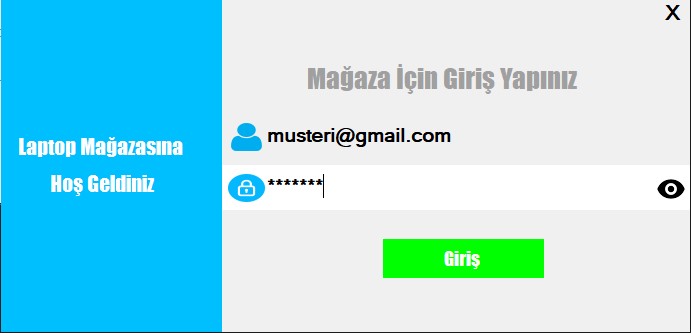 X
Mağaza İçin Giriş Yapınız
Laptop Mağazasına
Hoş Geldiniz
musteri@gmail.com
*******
Giriş